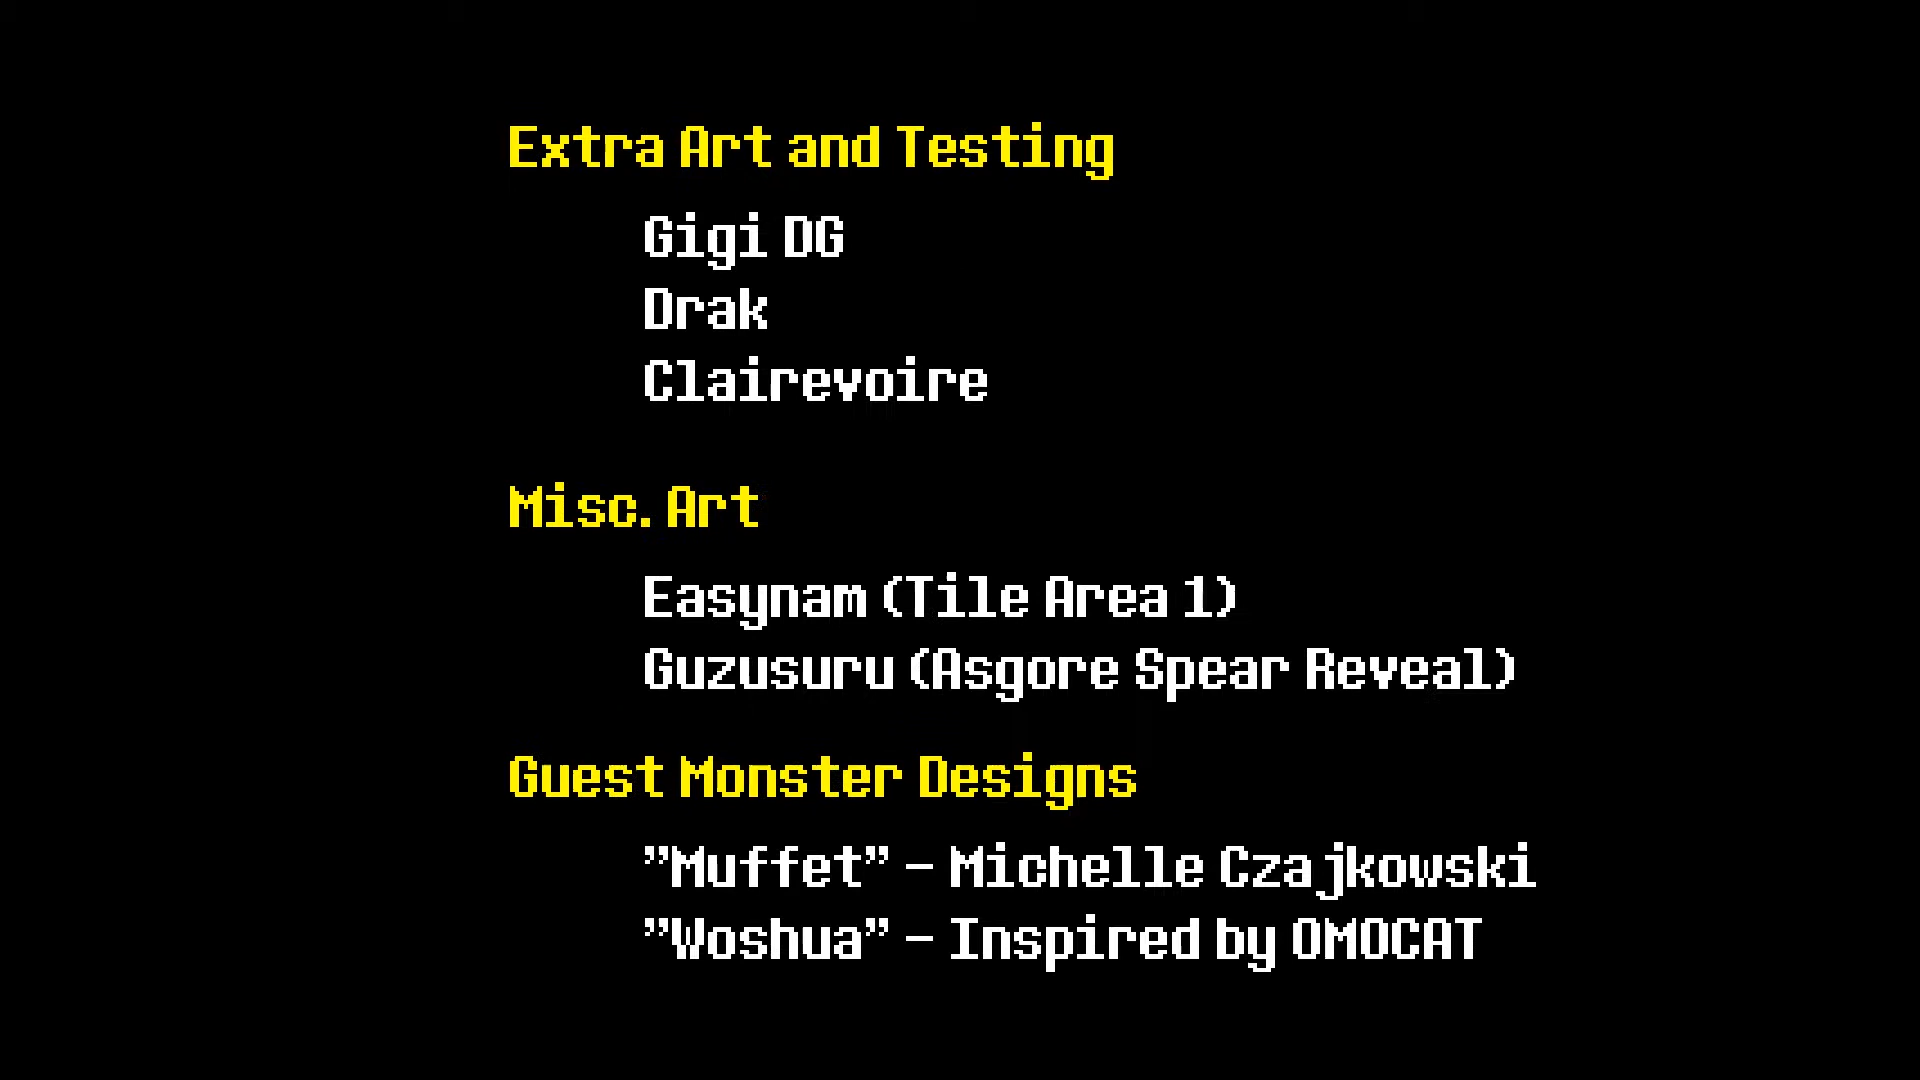 Extra Art and Testing
Gigi DG
Drak
Clairevoire
Misc. Art
Easynam (Tile Area 1)
Guzusuru (Asgore Spear Reveal)
Guest Monster Designs
”Muffet” - Michelle Czajkowski
”Woshua” - Inspired by OMOCAT